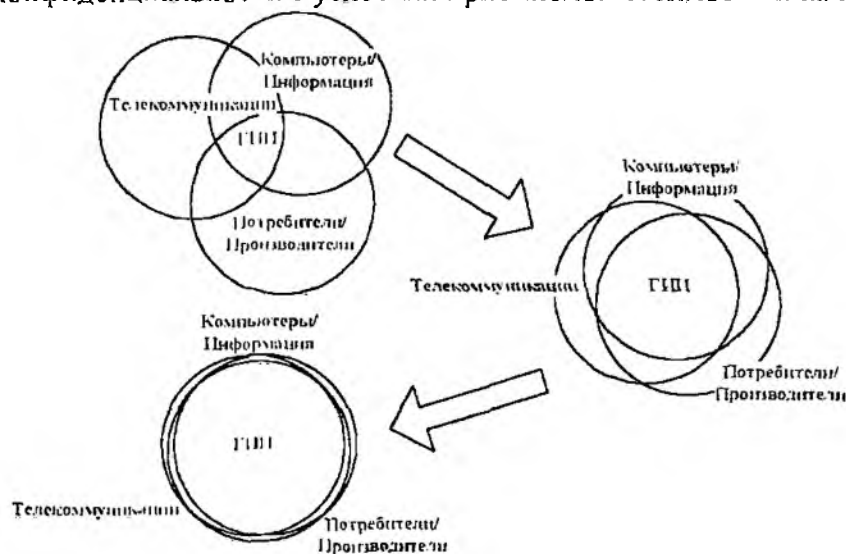 Компьютеры/
Информация
Телекоммуникации
ГИИ
Потребители/
Производители
Компьютеры/
Информация
Телекоммуникации
ГИИ
Потребители/
Производители
Компьютеры/
Информация
ГИИ
Телекоммуникации
Потребители/
Производители